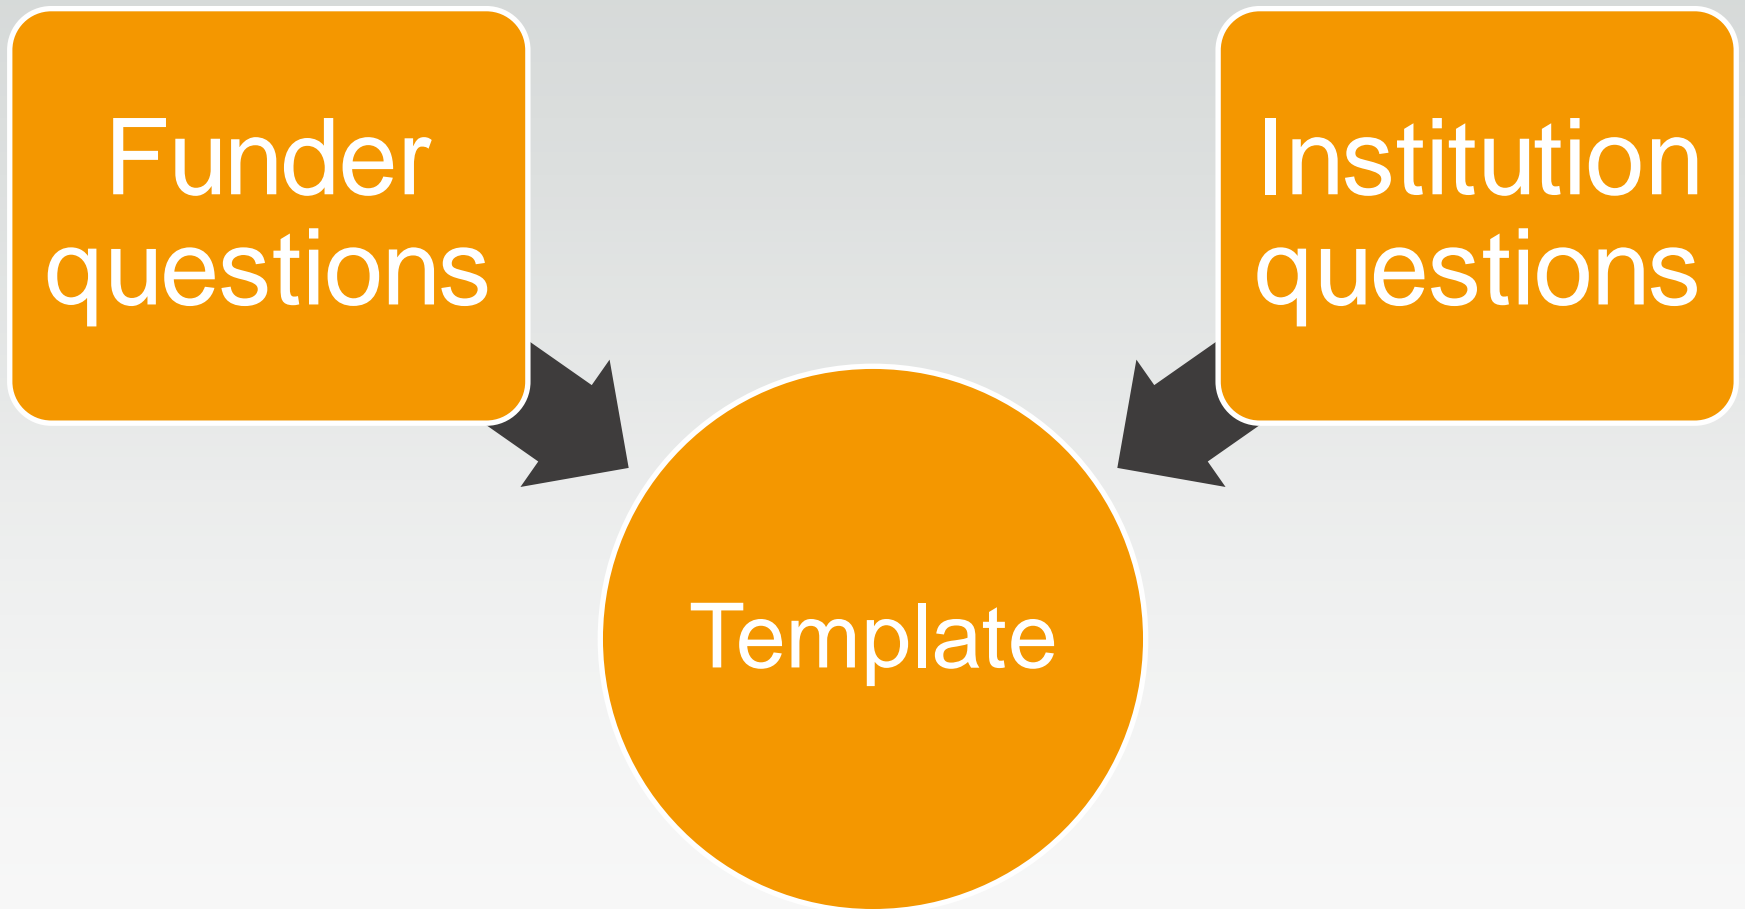 Funder
questions
Institution
questions
Template